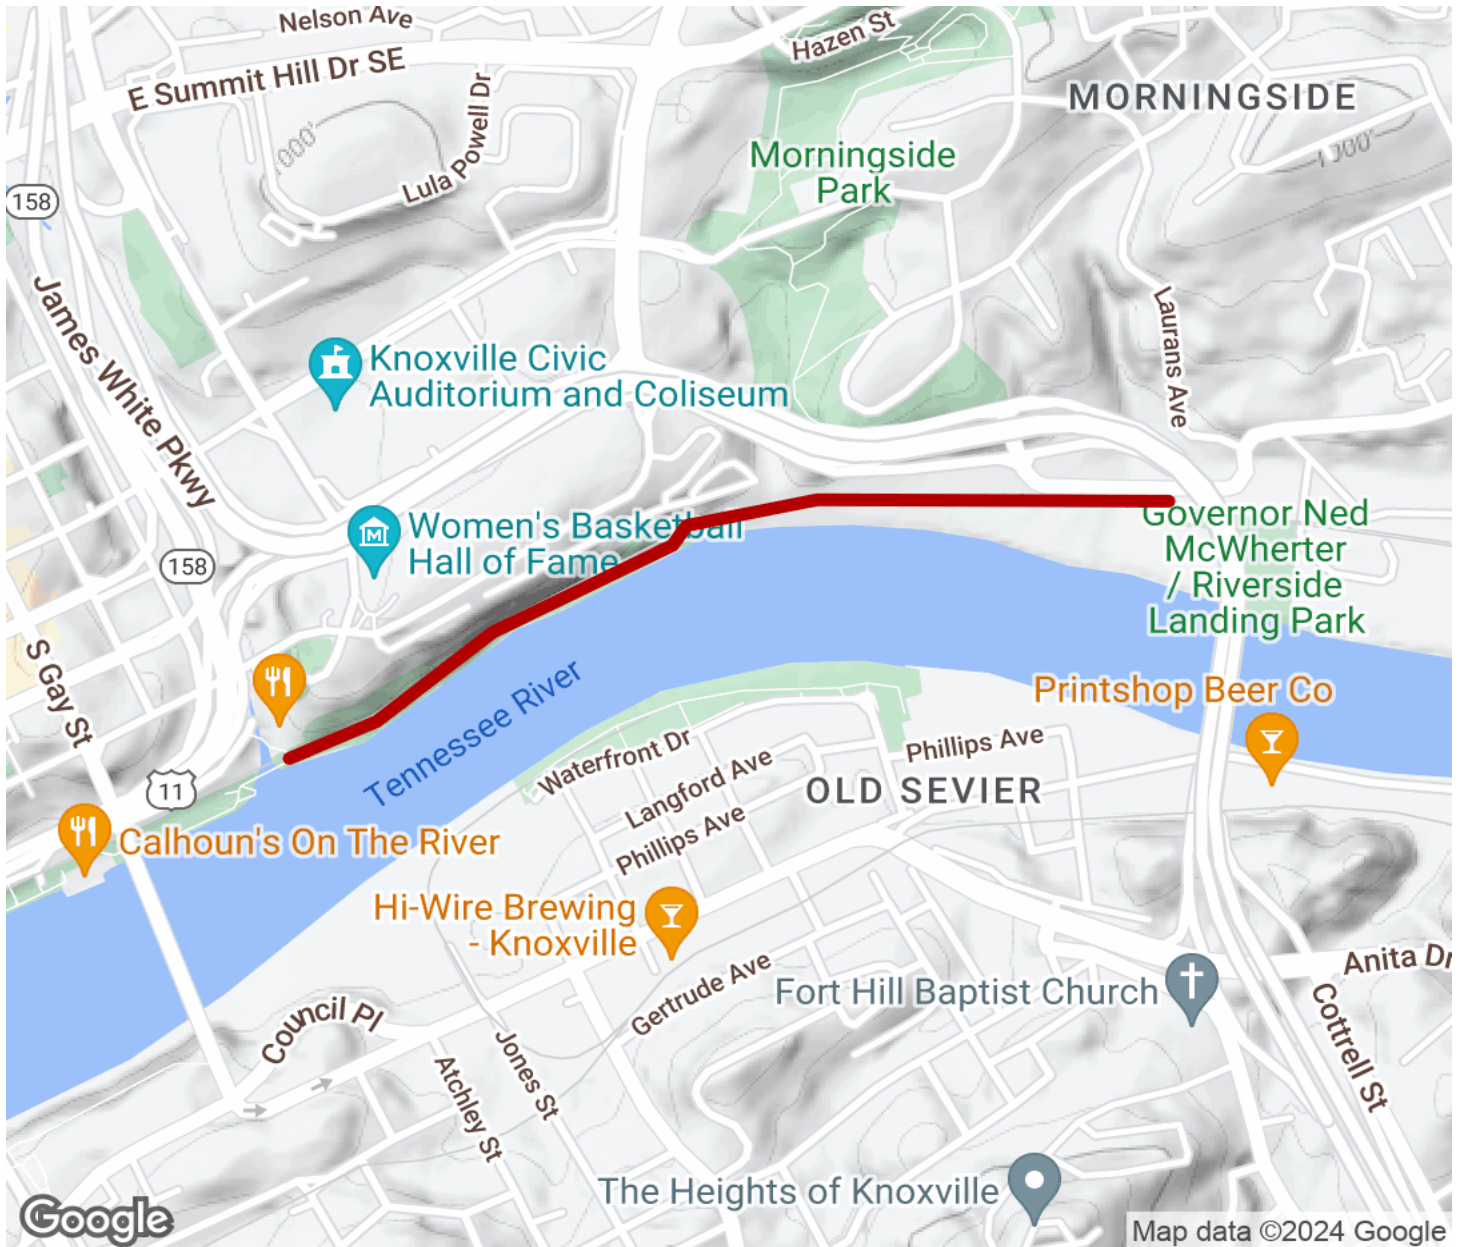 Nelson Ave
Hazen St
E Summit Hill Dr SE
MORNINGSIDE
Lula Powell Dr
Morningside
Park
158
James White Pkwy
Laurans Ave
Knoxville Civic
Auditorium and Coliseum
Women's Basketball
Hall of Fame
Governor Ned
McWherter
/ Riverside
Landing Park
158
S Gay St
Tennessee River
Printshop Beer Co
Waterfront Dr
Phillips Ave
11
Langford Ave
OLD SEVIER
Calhoun's On The River
Phillips Ave
Hi-Wire Brewing
- Knoxville
Gertrude Ave
Fort Hill Baptist Church
Anita Dr
Council Pl
Jones St
Cottrell St
Atchley St
The Heights of Knoxville
Google
Map data ©2024 Google